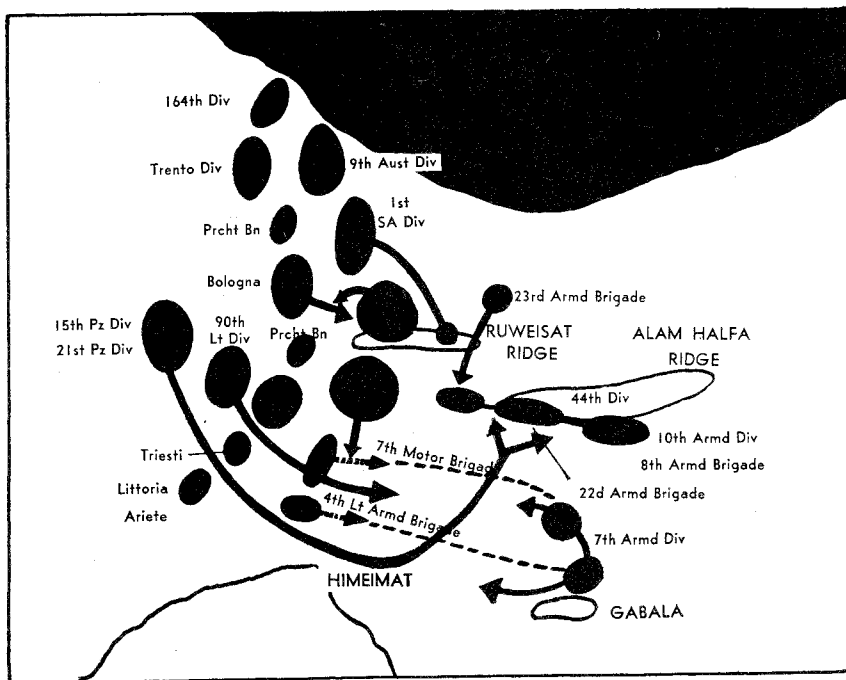 164th Div
Trento Div
9th Aust Div
1st
SA Div
Prcht Bn
Bologna
23rd Armd Brigade
15th Pz Div
21st Pz Div
90th
Lt Div
Prcht Bn
RUWEISAT
RIDGE
ALAM HALFA
RIDGE
44th Div
10th Armd Div
8th Armd Brigade
Triesti
7th Motor Brigade
22d Armd Brigade
Littoria
Ariete
4th Lt Armd Brigade
7th Armd Div
HIMEIMAT
GABALA